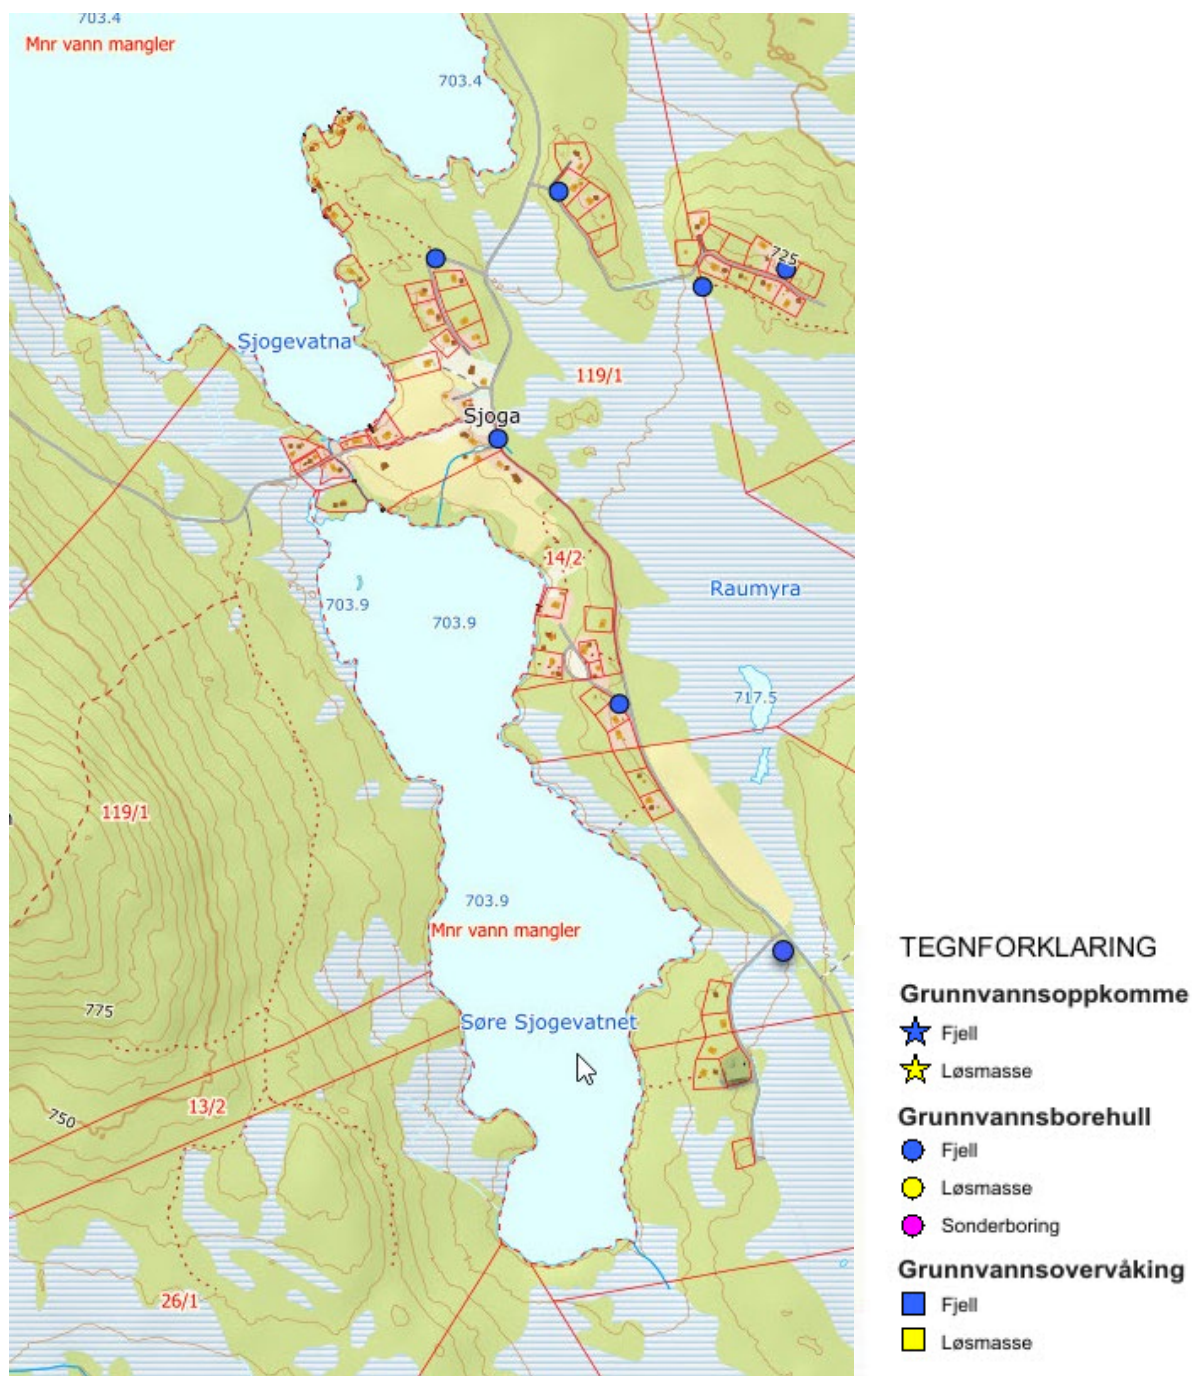 703.4
Mnr vann mangler
703.4
725
Sjogevatna
119/1
Sjoga
14/2
Raumyra
703.9
703.9
717.5
119/1
703.9
Mnr vann mangler
775
Søre Sjogevatnet
13/2
750
26/1
TEGNFORKLARING
Grunnvannsoppkomme
Fjell
Løsmasse
Grunnvannsborehull
Fjell
Løsmasse
Sonderboring
Grunnvannsovervåking
Fjell
Løsmasse